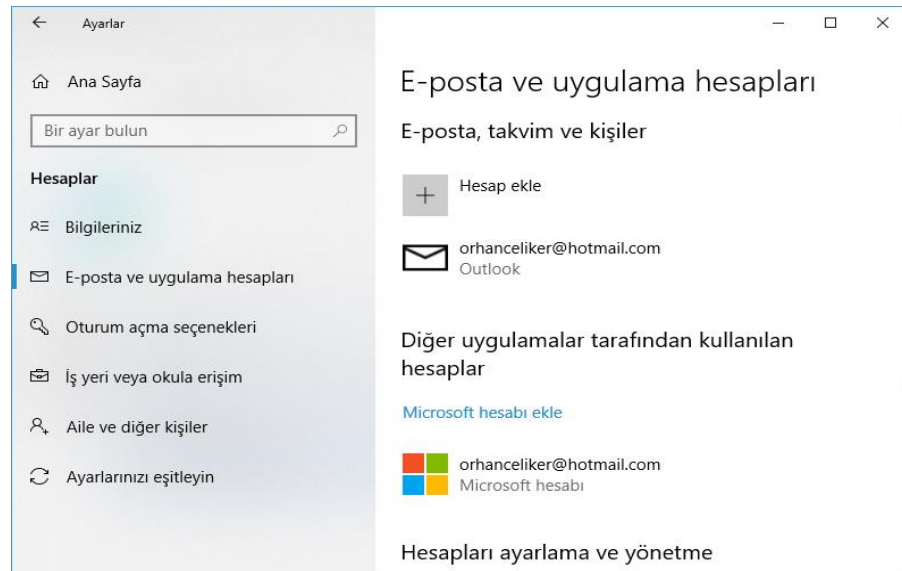 Ayarlar
Ana Sayfa
Bir ayar bulun
Hesaplar
Bilgileriniz
E-posta ve uygulama hesapları
Oturum açma seçenekleri
İş yeri veya okula erişim
Aile ve diğer kişiler
Ayarlarınızı eşitleyin
E-posta ve uygulama hesapları
E-posta, takvim ve kişiler
Hesap ekle
orhanceliker@hotmail.com
Outlook
Diğer uygulamalar tarafından kullanılan
hesaplar
Microsoft hesabı ekle
orhanceliker@hotmail.com
Microsoft hesabı
Hesapları ayarlama ve yönetme